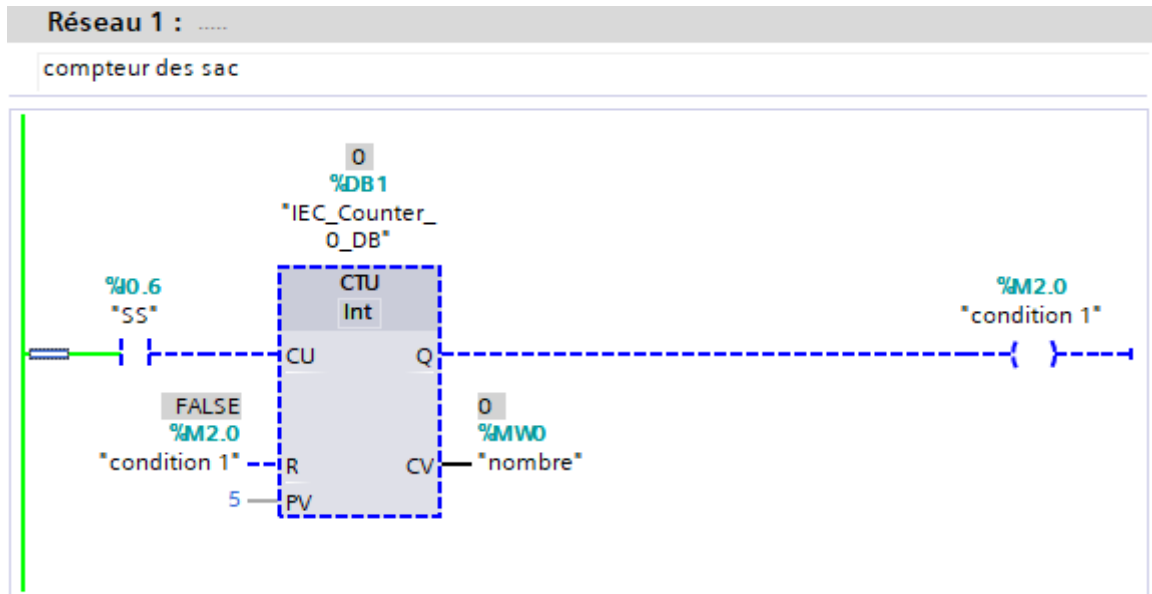 Réseau 1 : .....
compteur des sac
0
%DB1
"IEC_Counter_
0_DB"
%I0.6
"SS"
CTU
Int
%M2.0
"condition 1"
CU
Q
FALSE
%M2.0
"condition 1"
R
0
%MW0
CV
"nombre"
5
PV